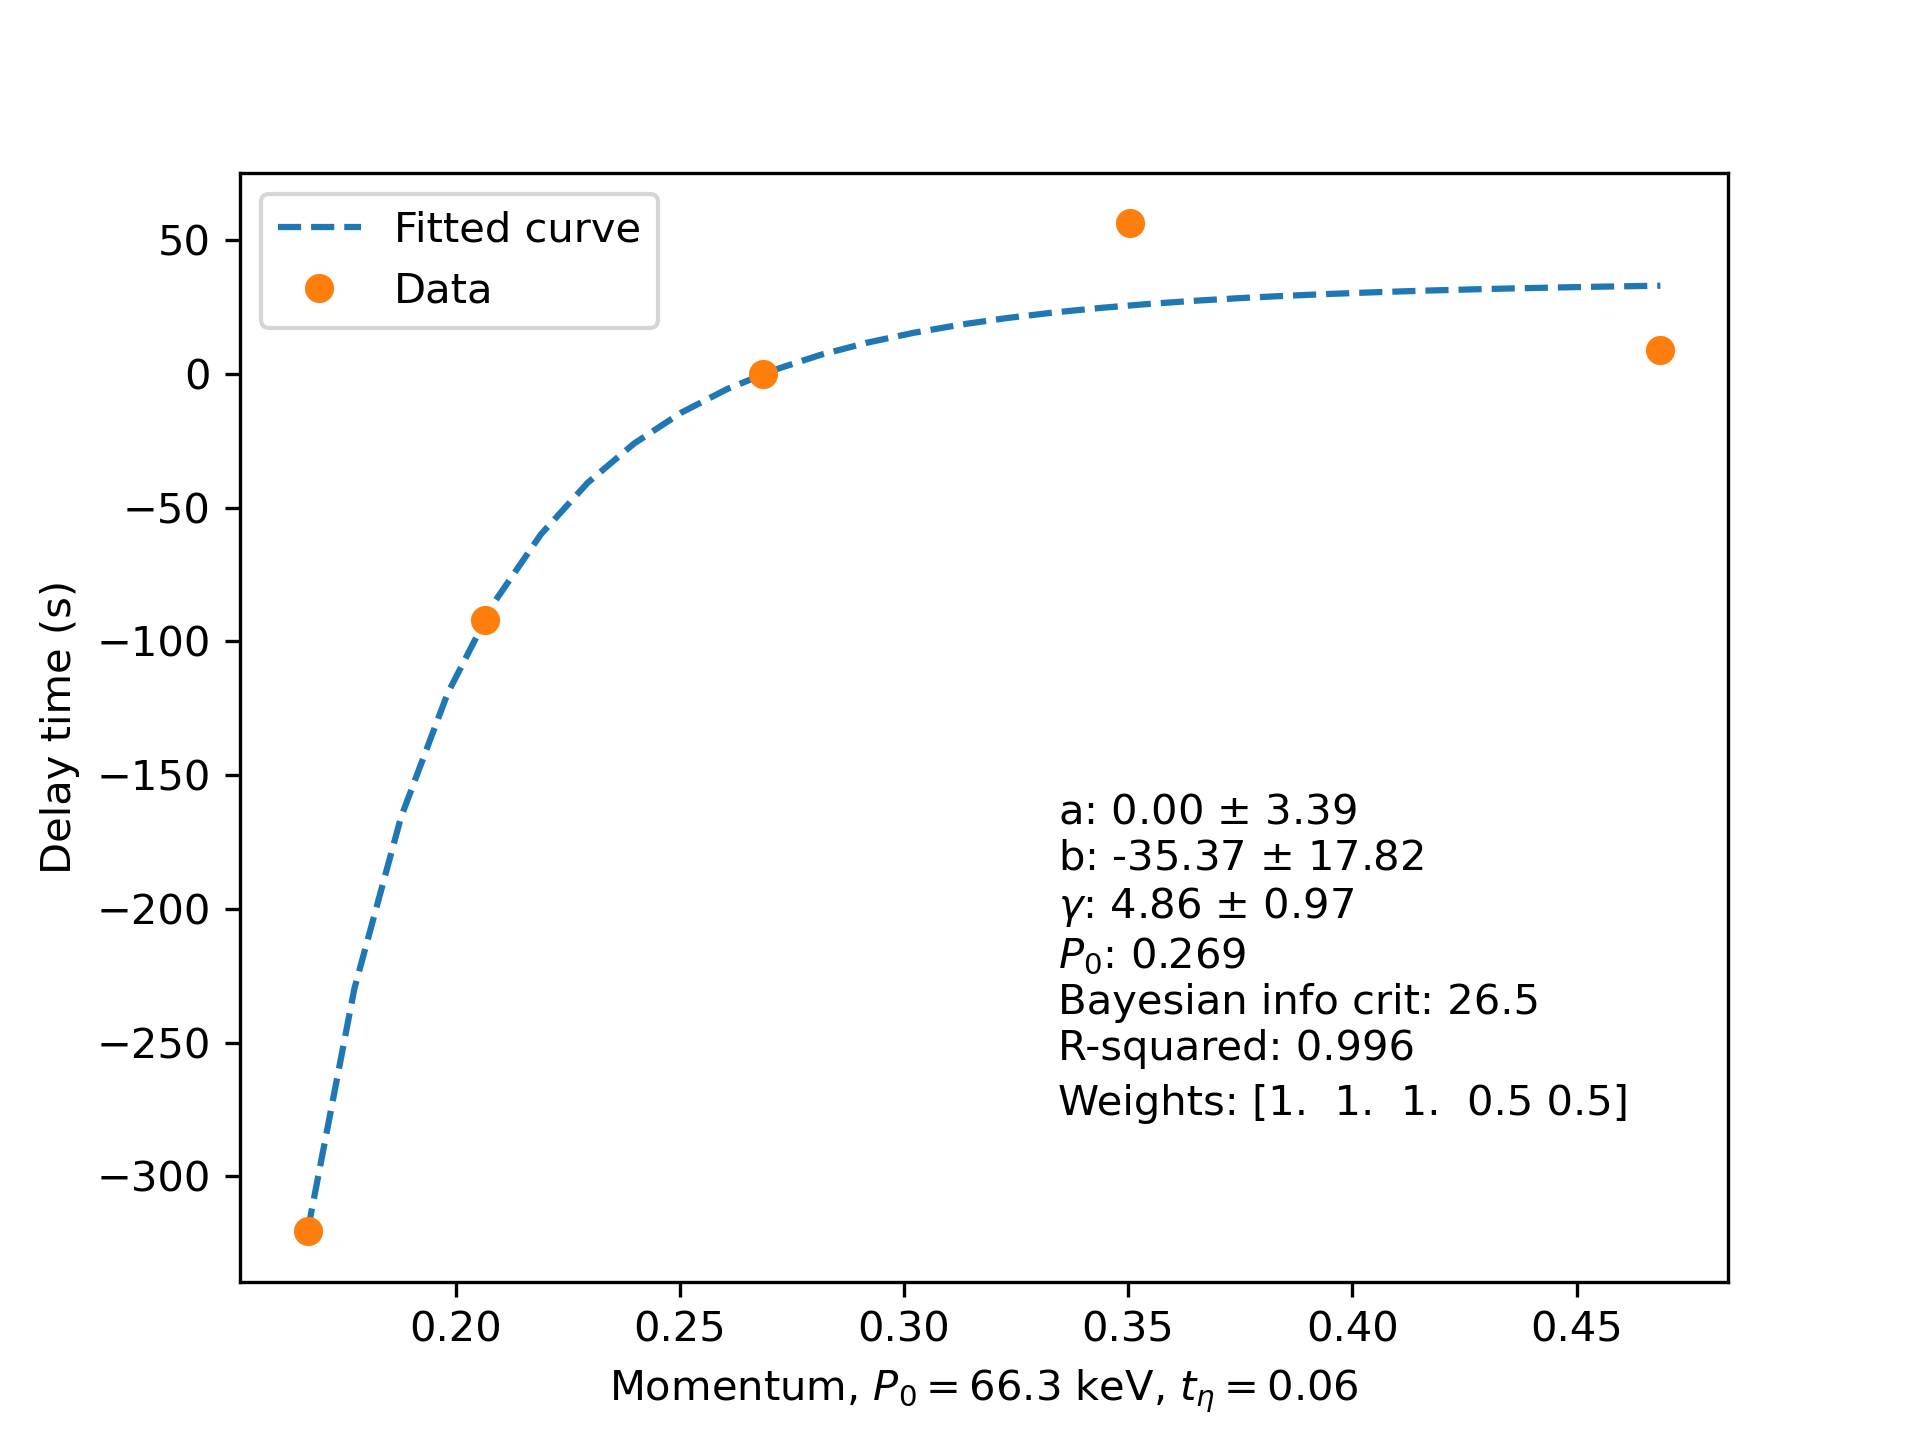 Fitted curve
Data
50
0
−50
−100
−150
−200
−250
−300
Delay time (s)
a: 0.00 ± 3.39
b: -35.37 ± 17.82
γ: 4.86 ± 0.97
P₀: 0.269
Bayesian info crit: 26.5
R-squared: 0.996
Weights: [1.  1.  1.  0.5 0.5]
0.20 0.25 0.30 0.35 0.40 0.45
Momentum, P₀ = 66.3 keV, tη = 0.06